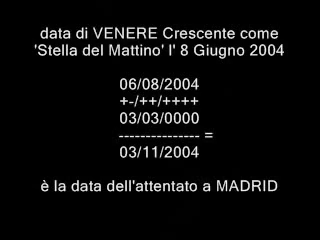 data di VENERE Crescente come
'Stella del Mattino' l' 8 Giugno 2004
06/08/2004
+-/++/++++
03/03/0000
--------------- =
03/11/2004
è la data dell'attentato a MADRID